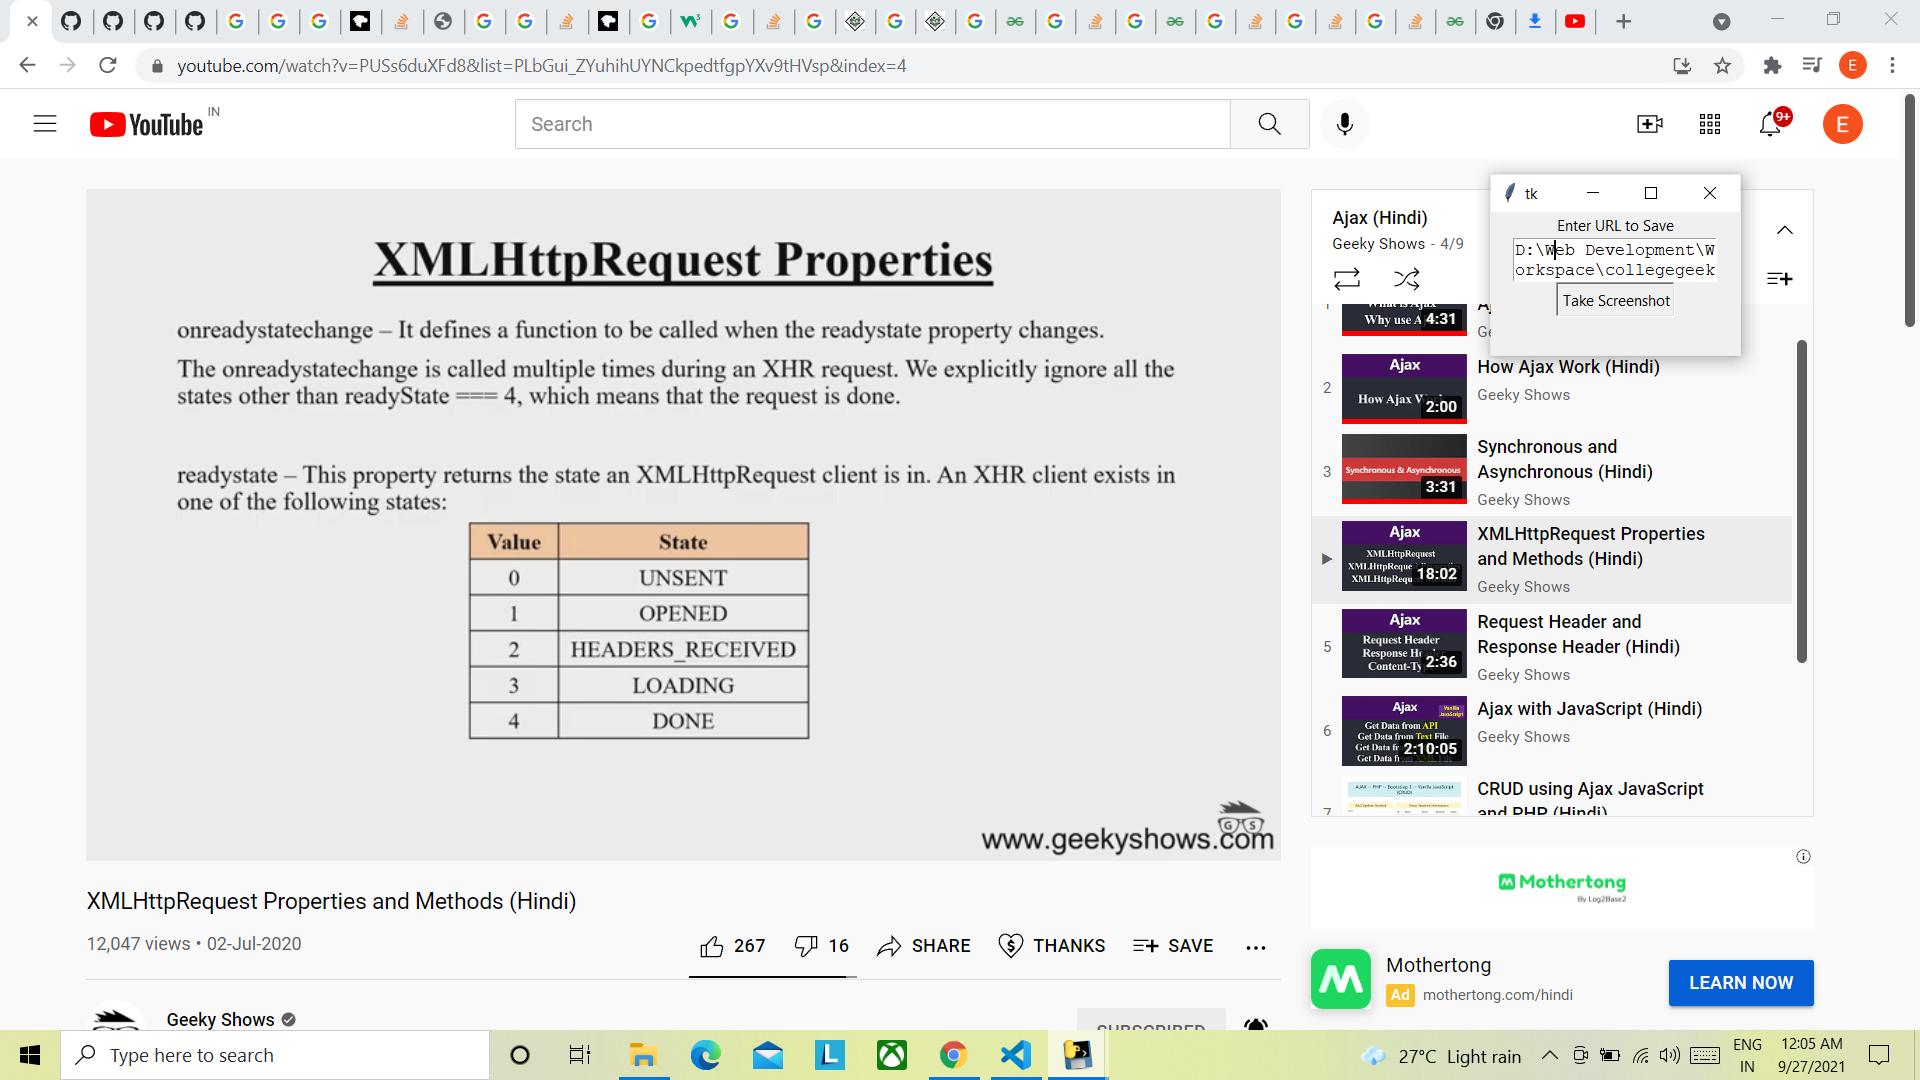 youtube.com/watch?v=PUSs6duXFd8&list=PLbGui_ZYuhihUYNCkpedtfgpYXv9tHVsp&index=4
E
YouTube IN
Search
9+
E
XMLHttpRequest Properties
onreadystatechange – It defines a function to be called when the readystate property changes.
The onreadystatechange is called multiple times during an XHR request. We explicitly ignore all the
states other than readyState === 4, which means that the request is done.
readystate – This property returns the state an XMLHttpRequest client is in. An XHR client exists in
one of the following states:
Value State
0 UNSENT
1 OPENED
2 HEADERS_RECEIVED
3 LOADING
4 DONE
GS
www.geekyshows.com
XMLHttpRequest Properties and Methods (Hindi)
12,047 views • 02-Jul-2020
267 16 SHARE THANKS SAVE
Geeky Shows
SUBSCRIBED
tk
Enter URL to Save
D:\Web Development\W
orkspace\collegegeek
Take Screenshot
Ajax (Hindi)
Geeky Shows - 4/9
What is Ajax
Why use
4:31
2
Ajax
How Ajax
2:00
How Ajax Work (Hindi)
Geeky Shows
3
Synchronous & Asynchronous
3:31
Synchronous and
Asynchronous (Hindi)
Geeky Shows
Ajax
XMLHttpRequest
18:02
XMLHttpRequest Properties
and Methods (Hindi)
Geeky Shows
5
Ajax
Request Header
Response
2:36
Request Header and
Response Header (Hindi)
Geeky Shows
6
Ajax
Vanilla
JavaScript
Get Data from API
Get Data from Text File
2:10:05
Ajax with JavaScript (Hindi)
Geeky Shows
7
CRUD using Ajax JavaScript
and PHP (Hindi)
Mothertong
By Log2Base2
Mothertong
Ad mothertong.com/hindi
LEARN NOW
Type here to search
L
27°C Light rain
ENG
IN
12:05 AM
9/27/2021